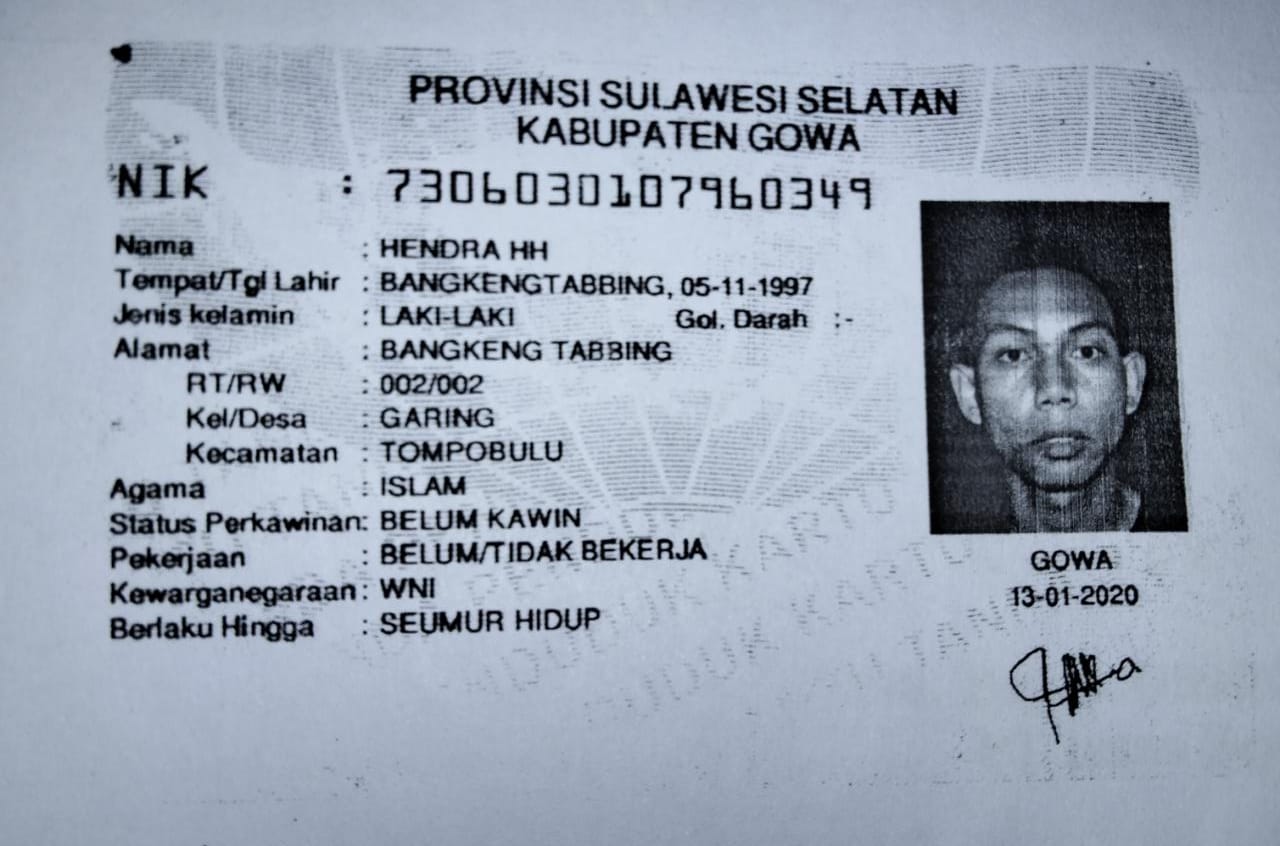 PROVINSI SULAWESI SELATAN
KABUPATEN GOWA
NIK : 7306030107960349
Nama : HENDRA HH
Tempat/Tgl Lahir : BANGKENGTABBING, 05-11-1997
Jenis kelamin : LAKI-LAKI Gol. Darah :-
Alamat : BANGKENG TABBING
RT/RW : 002/002
Kel/Desa : GARING
Kecamatan : TOMPOBULU
Agama : ISLAM
Status Perkawinan: BELUM KAWIN
Pekerjaan : BELUM/TIDAK BEKERJA
Kewarganegaraan: WNI
Berlaku Hingga : SEUMUR HIDUP
GOWA
13-01-2020